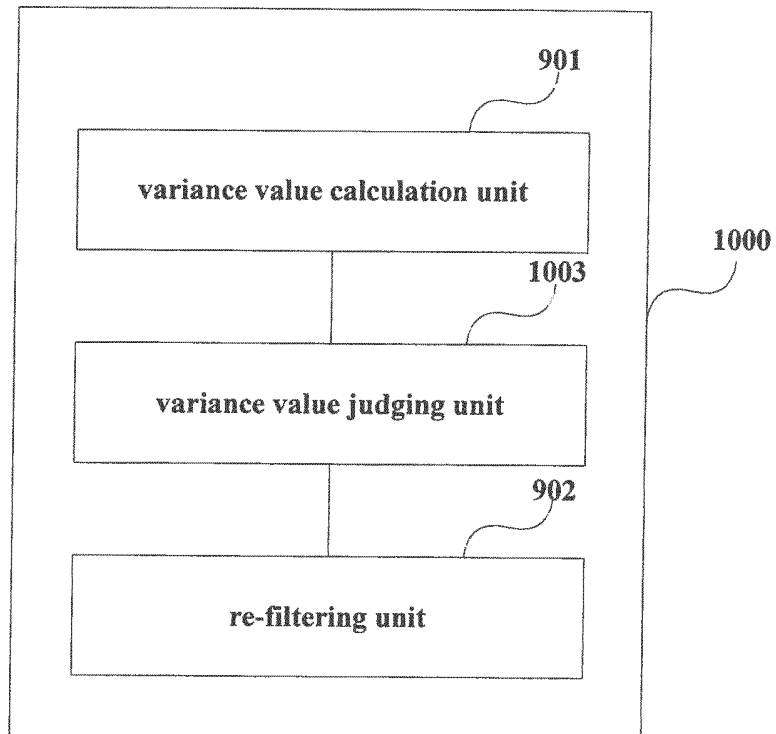 901
variance value calculation unit
1000
1003
variance value judging unit
902
re-filtering unit